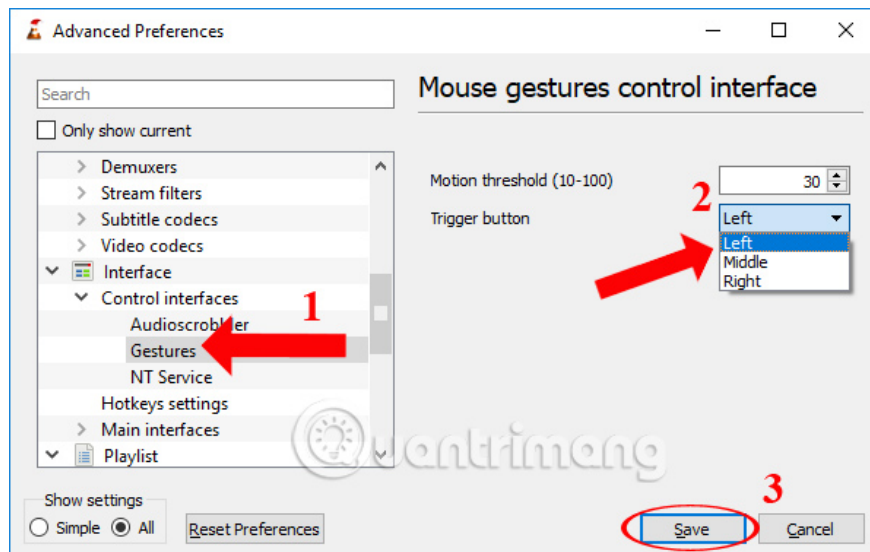 Advanced Preferences
Search
Only show current
Demuxers
Stream filters
Subtitle codecs
Video codecs
Interface
Control interfaces
Audioscrobbler
Gestures
NT Service
Hotkeys settings
Main interfaces
Playlist
1
Mouse gestures control interface
Motion threshold (10-100)
30
2
Trigger button
Left
Left
Middle
Right
Quantrimang
3
Show settings
Simple
All
Reset Preferences
Save
Cancel